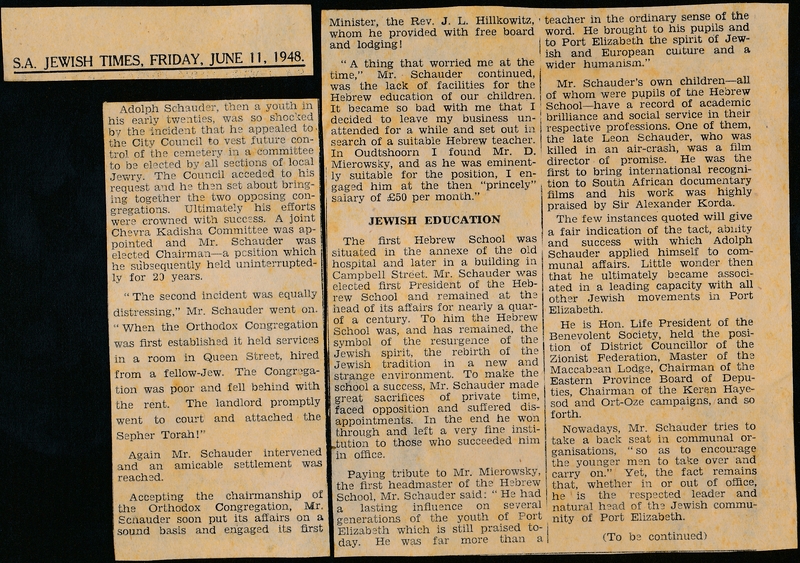 S.A. JEWISH TIMES, FRIDAY, JUNE 11, 1948.
Adolph Schauder, then a youth in
his early twenties, was so shocked
by the incident that he appealed to
the City Council to vest future con-
trol of the cemetery in a committee
to be elected by all sections of local
Jewry. The Council acceded to his
request and he then set about bring-
ing together the two opposing con-
gregations. Ultimately his efforts
were crowned with success. A joint
Chevra Kadisha Committee was ap-
pointed and Mr. Schauder was
elected Chairman—a position which
he subsequently held uninterrupted-
ly for 20 years.
"The second incident was equally
distressing," Mr. Schauder went on.
"When the Orthodox Congregation
was first established it held services
in a room in Queen Street, hired
from a fellow-Jew. The Congrega-
tion was poor and fell behind with
the rent. The landlord promptly
went to court and attached the
Sepher Torah!"
Again Mr. Schauder intervened
and an amicable settlement was
reached.
Accepting the chairmanship of
the Orthodox Congregation, Mr.
Schauder soon put its affairs on a
sound basis and engaged its first
Minister, the Rev. J. L. Hillkowitz,
whom he provided with free board
and lodging!
"A thing that worried me at the
time," Mr. Schauder continued,
was the lack of facilities for the
Hebrew education of our children.
It became so bad with me that I
decided to leave my business un-
attended for a while and set out in
search of a suitable Hebrew teacher.
In Oudtshoorn I found Mr. D.
Mierowsky, and as he was eminent-
ly suitable for the position, I en-
gaged him at the then "princely"
salary of £50 per month."
JEWISH EDUCATION
The first Hebrew School was
situated in the annexe of the old
hospital and later in a building in
Campbell Street. Mr. Schauder was
elected first President of the Heb-
rew School and remained at the
head of its affairs for nearly a quar-
of a century. To him the Hebrew
School was, and has remained, the
symbol of the resurgence of the
Jewish spirit, the rebirth of the
Jewish tradition in a new and
strange environment. To make the
school a success, Mr. Schauder made
great sacrifices of private time,
faced opposition and suffered dis-
appointments. In the end he won
through and left a very fine insti-
tution to those who succeeded him
in office.
Paying tribute to Mr. Mierowsky,
the first headmaster of the Hebrew
School, Mr. Schauder said: "He had
a lasting influence on several
generations of the youth of Port
Elizabeth which is still praised to-
day. He was far more than a
teacher in the ordinary sense of the
word. He brought to his pupils and
to Port Elizabeth the spirit of Jew-
ish and European culture and a
wider humanism."
Mr. Schauder's own children—all
of whom were pupils of the Hebrew
School—have a record of academic
brilliance and social service in their
respective professions. One of them,
the late Leon Schauder, who was
killed in an air-crash, was a film
director of promise. He was the
first to bring international recogni-
tion to South African documentary
films and his work was highly
praised by Sir Alexander Korda.
The few instances quoted will give
a fair indication of the tact, ability
and success with which Adolph
Schauder applied himself to com-
munal affairs. Little wonder then
that he ultimately became associ-
ated in a leading capacity with all
other Jewish movements in Port
Elizabeth.
He is Hon. Life President of the
Benevolent Society, held the posi-
tion of District Councillor of the
Zionist Federation, Master of the
Maccabean Lodge, Chairman of the
Eastern Province Board of Depu-
ties, Chairman of the Keren Haye-
sod and Ort-Oze campaigns, and so
forth.
Nowadays, Mr. Schauder tries to
take a back seat in communal or-
ganisations, "so as to encourage
the younger men to take over and
carry on." Yet, the fact remains
that, whether in or out of office,
he is the respected leader and
natural head of the Jewish commu-
nity of Port Elizabeth.
(To be continued)